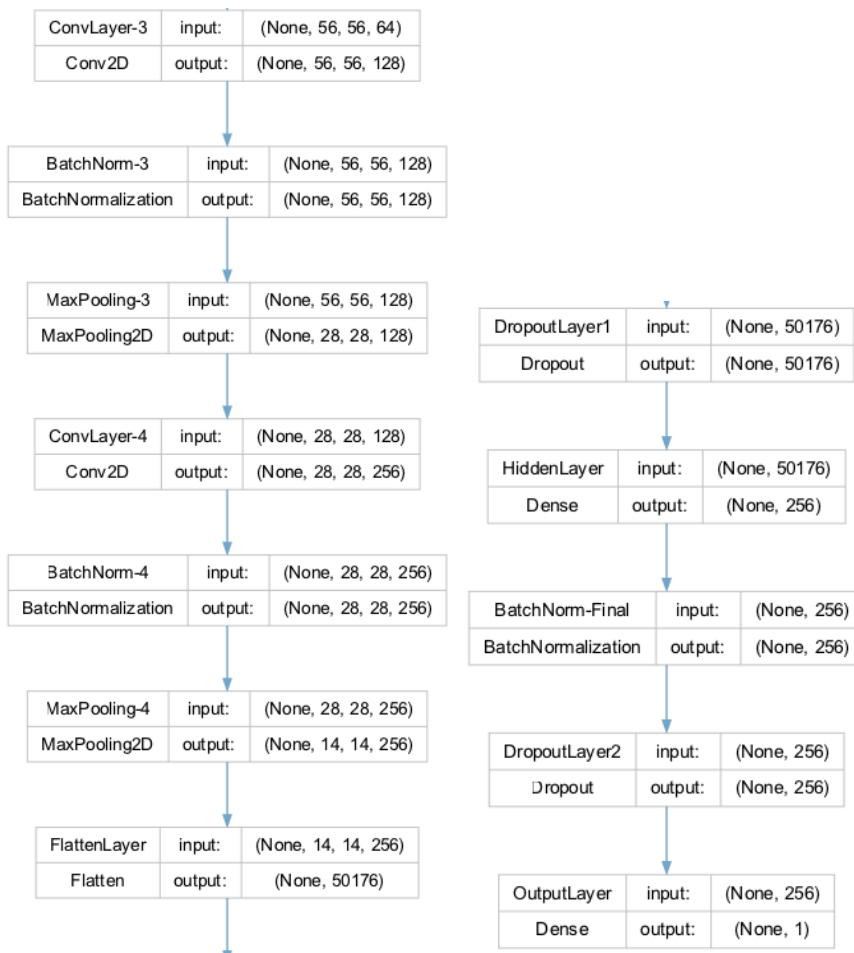 ConvLayer-3 input: (None, 56, 56, 64)
Conv2D output: (None, 56, 56, 128)
BatchNorm-3 input: (None, 56, 56, 128)
BatchNormalization output: (None, 56, 56, 128)
MaxPooling-3 input: (None, 56, 56, 128)
MaxPooling2D output: (None, 28, 28, 128)
ConvLayer-4 input: (None, 28, 28, 128)
Conv2D output: (None, 28, 28, 256)
BatchNorm-4 input: (None, 28, 28, 256)
BatchNormalization output: (None, 28, 28, 256)
MaxPooling-4 input: (None, 28, 28, 256)
MaxPooling2D output: (None, 14, 14, 256)
FlattenLayer input: (None, 14, 14, 256)
Flatten output: (None, 50176)
DropoutLayer1 input: (None, 50176)
Dropout output: (None, 50176)
HiddenLayer input: (None, 50176)
Dense output: (None, 256)
BatchNorm-Final input: (None, 256)
BatchNormalization output: (None, 256)
DropoutLayer2 input: (None, 256)
Dropout output: (None, 256)
OutputLayer input: (None, 256)
Dense output: (None, 1)